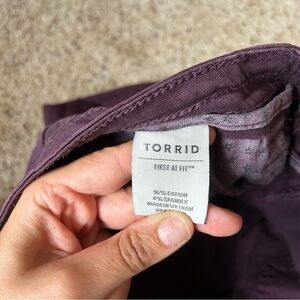 TORRID
FIRST AT FIT™
96% COTTON
4% SPANDEX
MADE IN VIETNAM